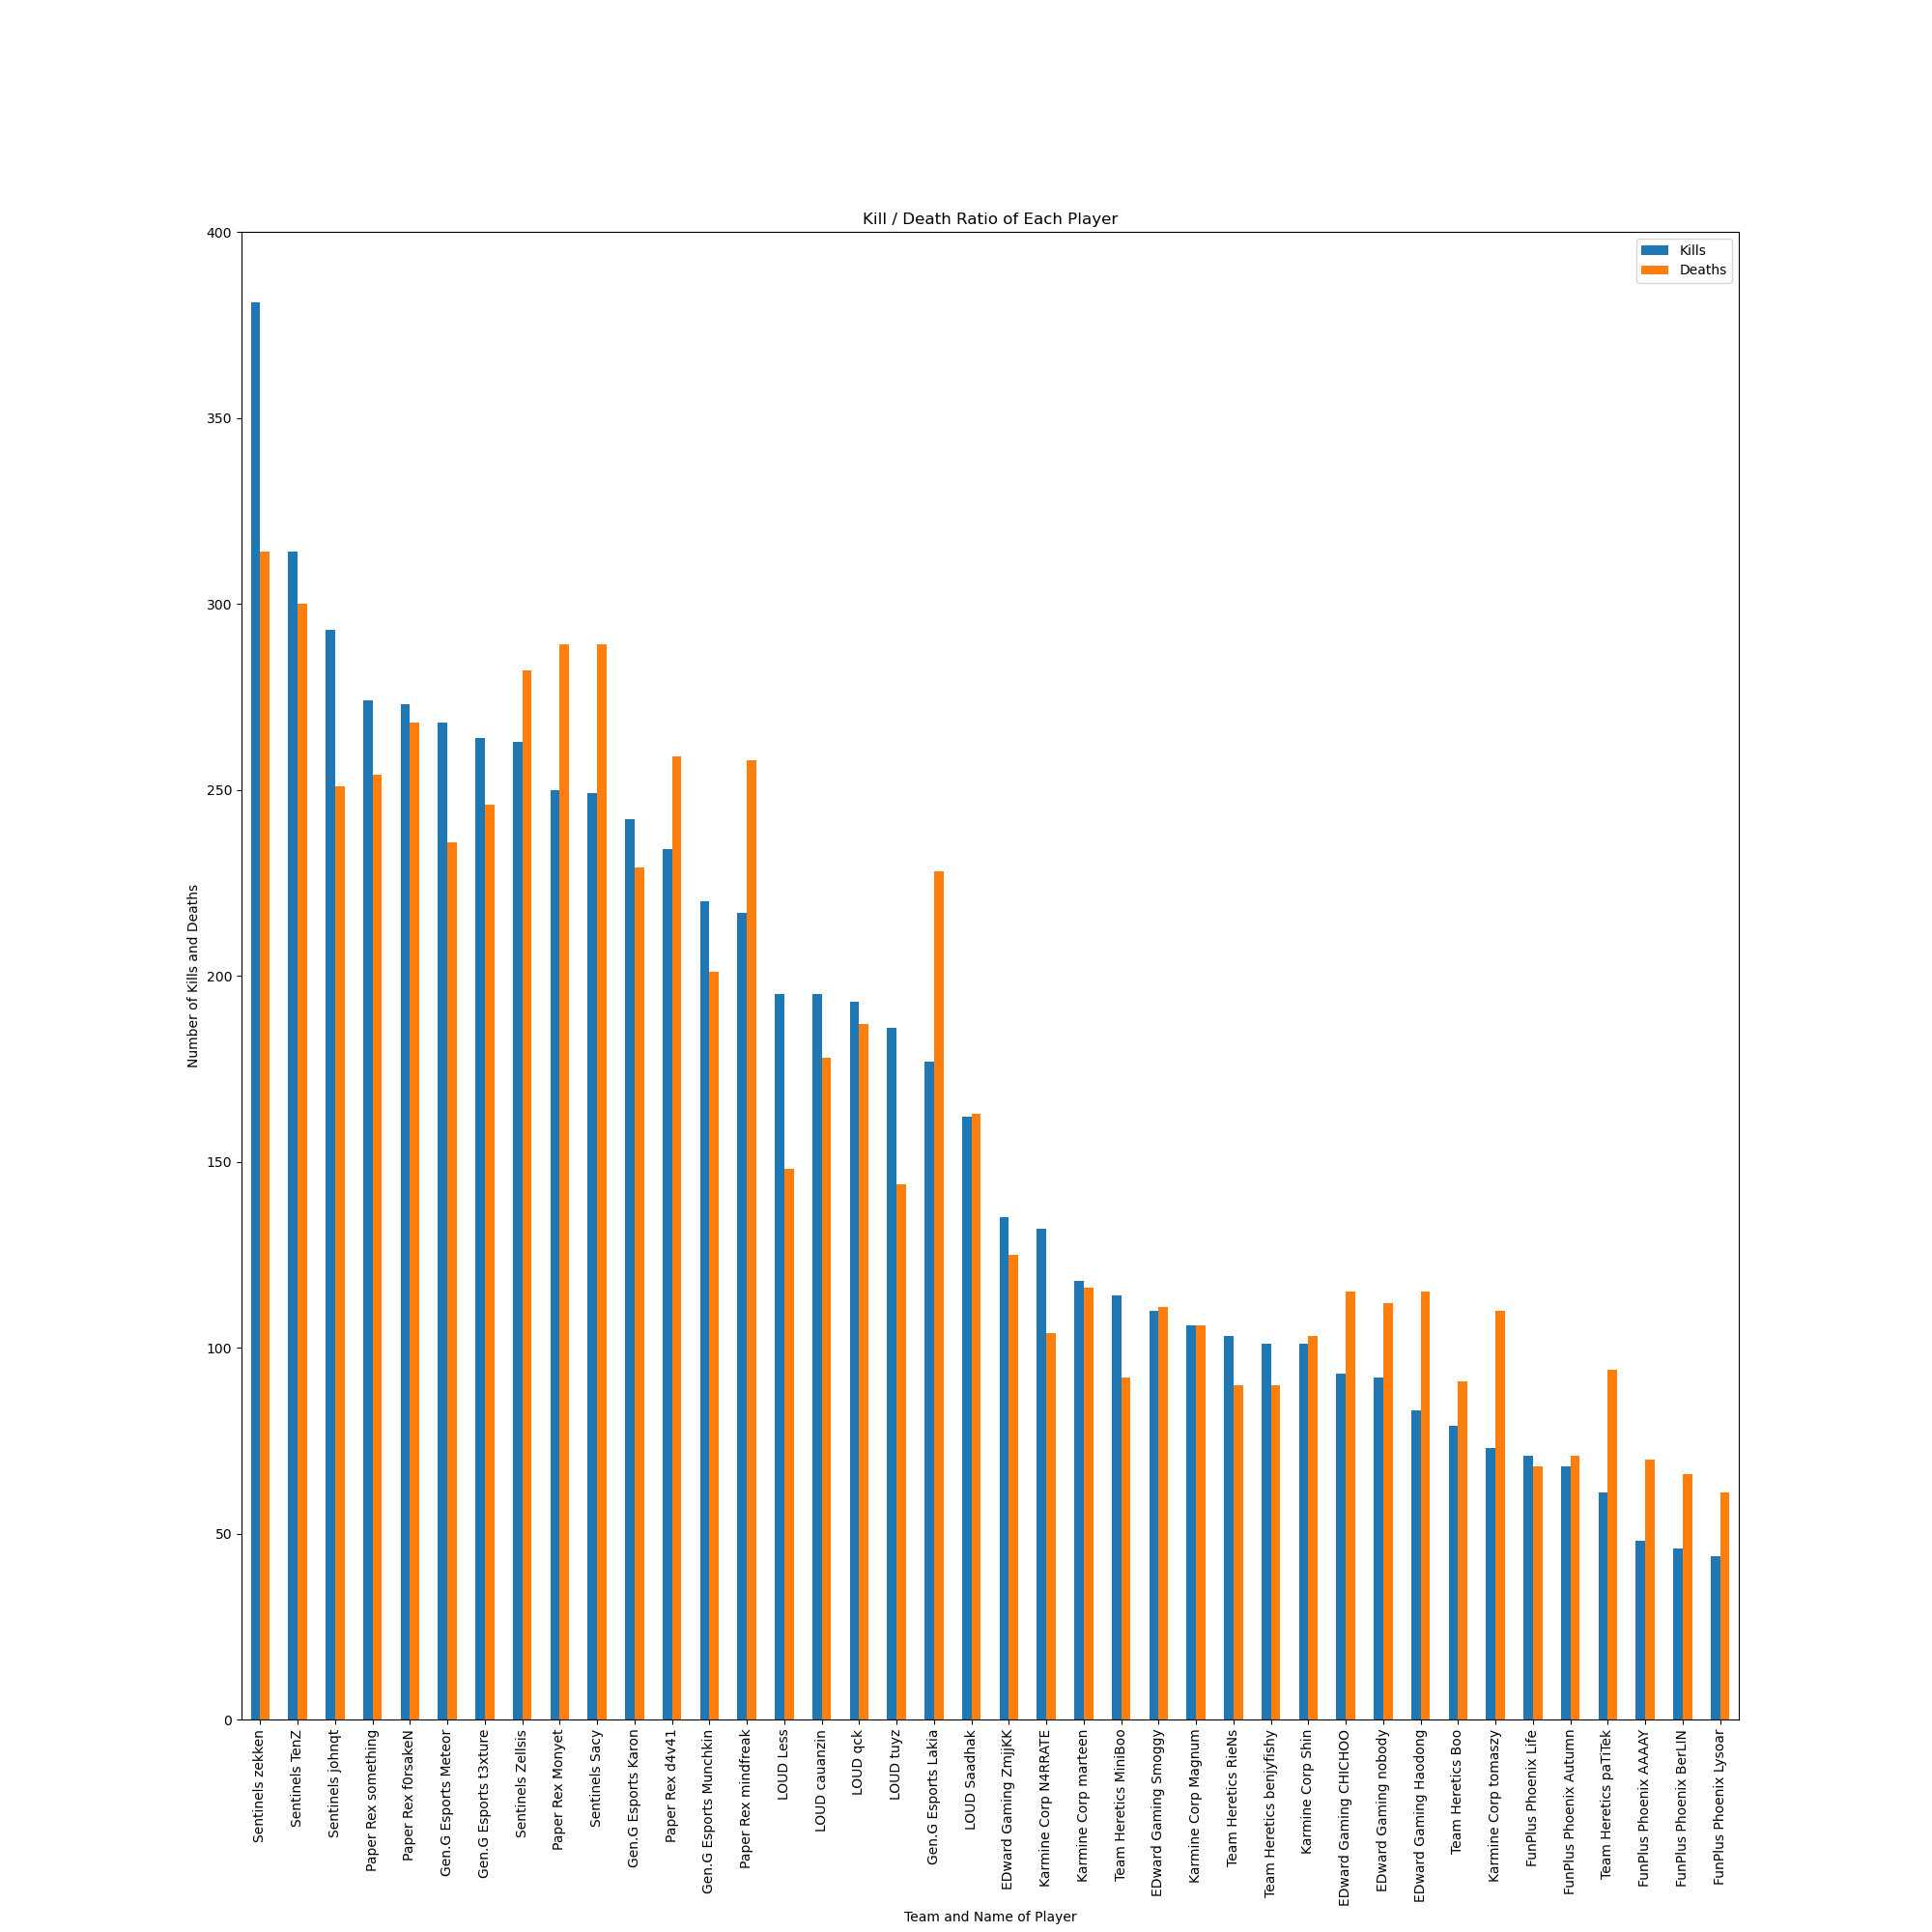 Kill / Death Ratio of Each Player
Kills
Deaths
400
350
300
250
200
150
100
50
0
Number of Kills and Deaths
Sentinels zekken
Sentinels TenZ
Sentinels johnqt
Paper Rex something
Paper Rex f0rsakeN
Gen.G Esports Meteor
Gen.G Esports t3xture
Sentinels Zellsis
Paper Rex Monyet
Sentinels Sacy
Gen.G Esports Karon
Paper Rex d4v41
Gen.G Esports Munchkin
Paper Rex mindfreak
LOUD Less
LOUD cauanzin
LOUD qck
LOUD tuyz
Gen.G Esports Lakia
LOUD Saadhak
EDward Gaming ZmjjKK
Karmine Corp N4RRATE
Karmine Corp marteen
Team Heretics MiniBoo
EDward Gaming Smoggy
Karmine Corp Magnum
Team Heretics RieNs
Team Heretics benjyfishy
Karmine Corp Shin
EDward Gaming CHICHOO
EDward Gaming nobody
EDward Gaming Haodong
Team Heretics Boo
Karmine Corp tomaszy
FunPlus Phoenix Life
FunPlus Phoenix Autumn
Team Heretics paTiTek
FunPlus Phoenix AAAAY
FunPlus Phoenix BerLIN
FunPlus Phoenix Lysoar
Team and Name of Player